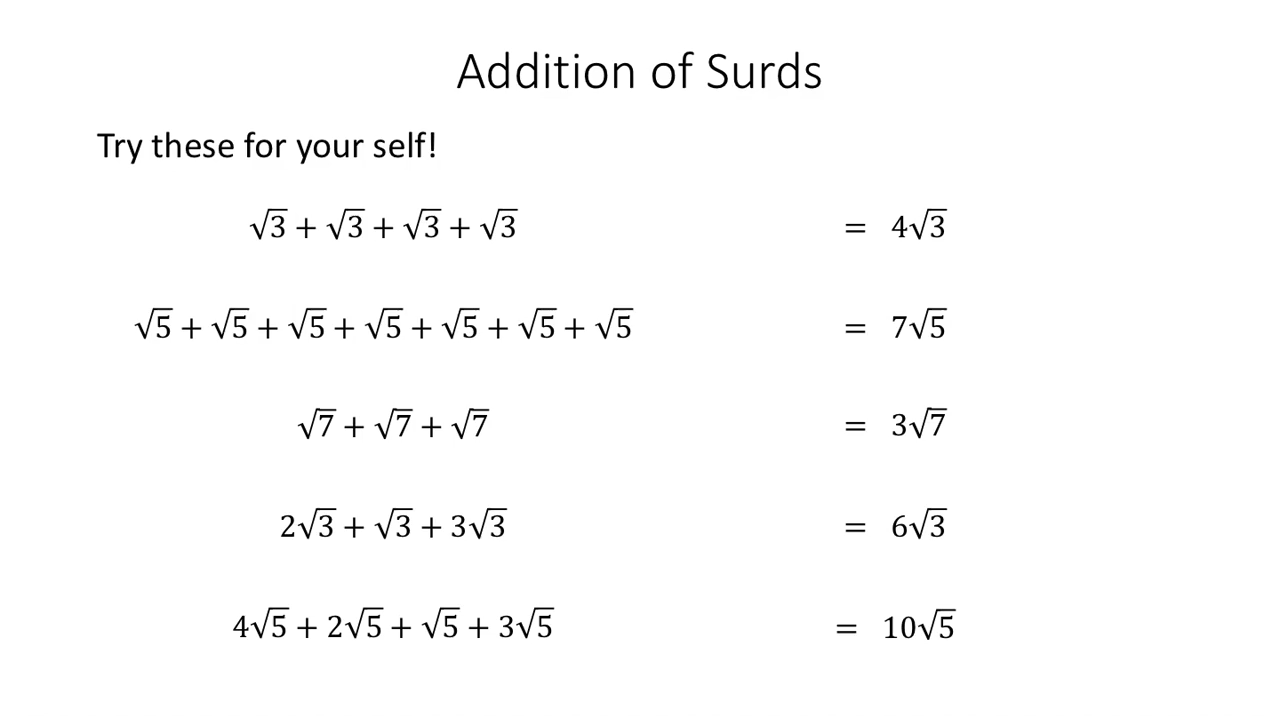 Addition of Surds
Try these for your self!
√3 + √3 + √3 + √3 = 4√3
√5 + √5 + √5 + √5 + √5 + √5 + √5 = 7√5
√7 + √7 + √7 = 3√7
2√3 + √3 + 3√3 = 6√3
4√5 + 2√5 + √5 + 3√5 = 10√5